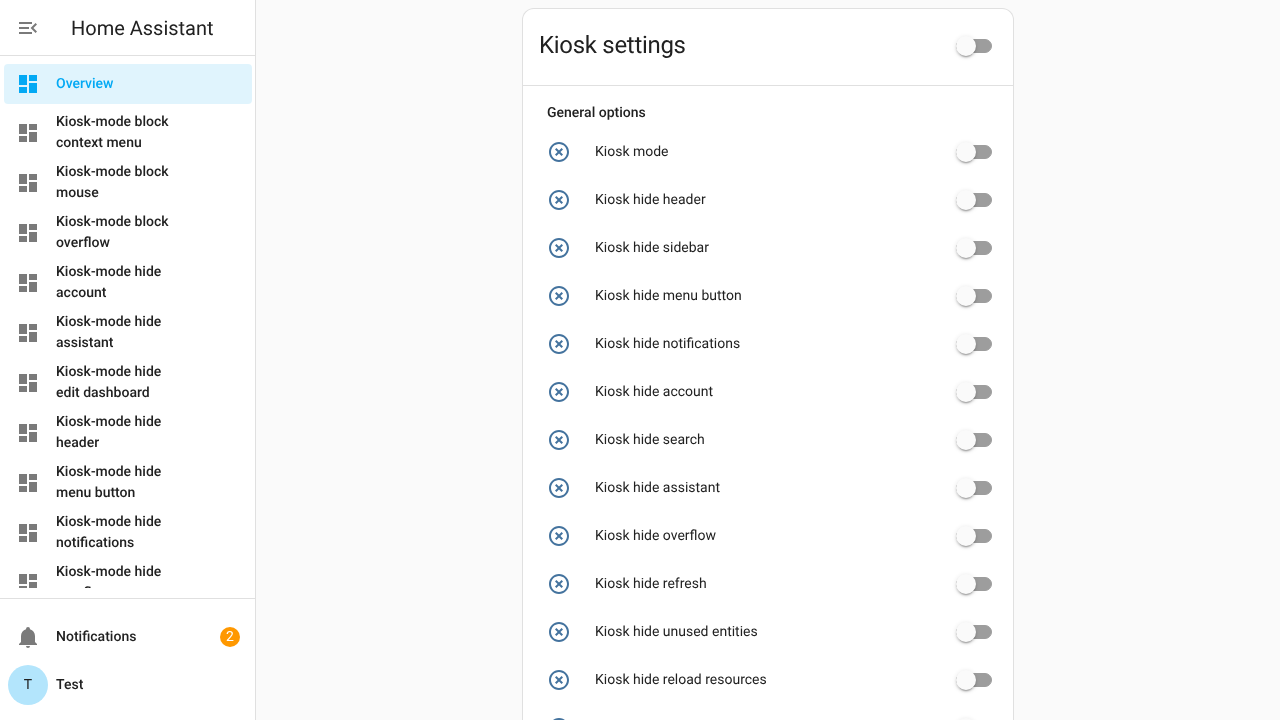 Home Assistant
Overview
Kiosk-mode block
context menu
Kiosk-mode block
mouse
Kiosk-mode block
overflow
Kiosk-mode hide
account
Kiosk-mode hide
assistant
Kiosk-mode hide
edit dashboard
Kiosk-mode hide
header
Kiosk-mode hide
menu button
Kiosk-mode hide
notifications
Kiosk-mode hide
Notifications 2
T Test
Kiosk settings
General options
Kiosk mode
Kiosk hide header
Kiosk hide sidebar
Kiosk hide menu button
Kiosk hide notifications
Kiosk hide account
Kiosk hide search
Kiosk hide assistant
Kiosk hide overflow
Kiosk hide refresh
Kiosk hide unused entities
Kiosk hide reload resources